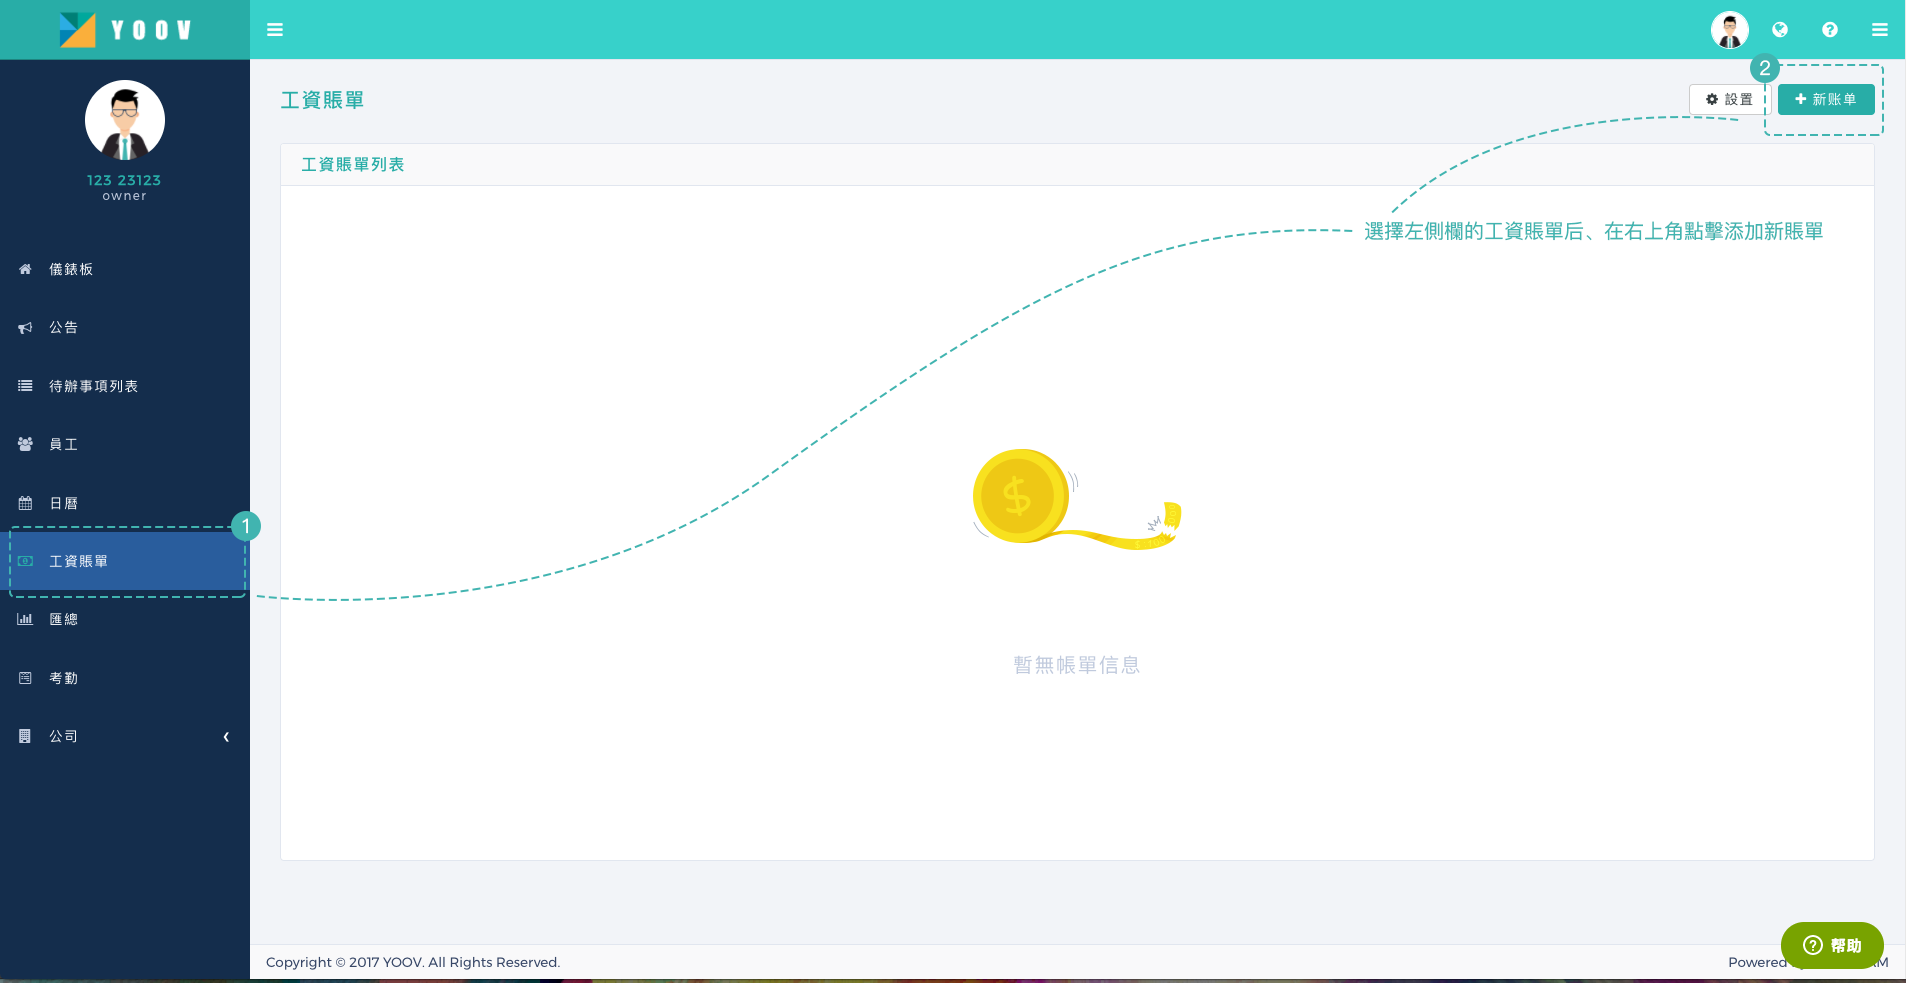 YOOV
123 23123
owner
儀錶板
公告
待辦事項列表
員工
日曆
工資賬單
匯總
考勤
公司
工資賬單
設置
新账单
2
1
工資賬單列表
選擇左側欄的工資賬單后、在右上角點擊添加新賬單
$
暫無帳單信息
Copyright © 2017 YOOV. All Rights Reserved.
Powered
帮助